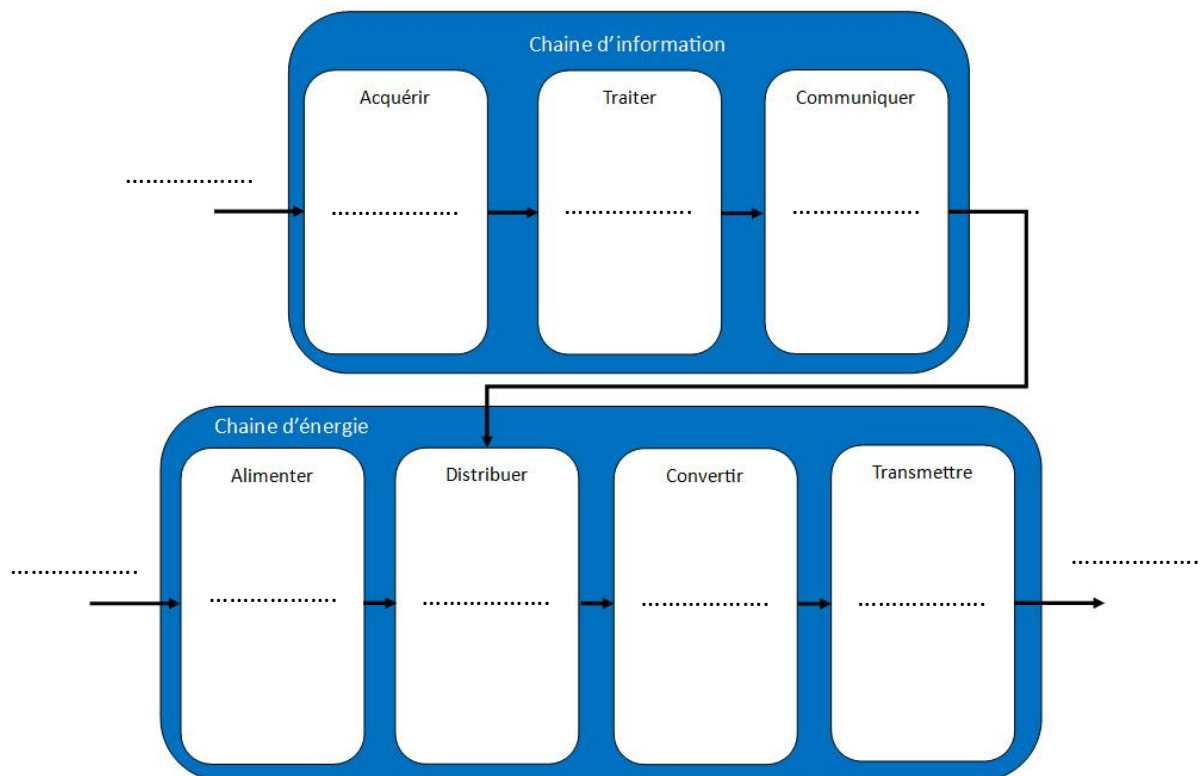 Chaine d'information
Acquérir
Traiter
Communiquer
………………….
………………….
………………….
………………….
Chaine d'énergie
Alimenter
Distribuer
Convertir
Transmettre
………………….
………………….
………………….
………………….
………………….
………………….